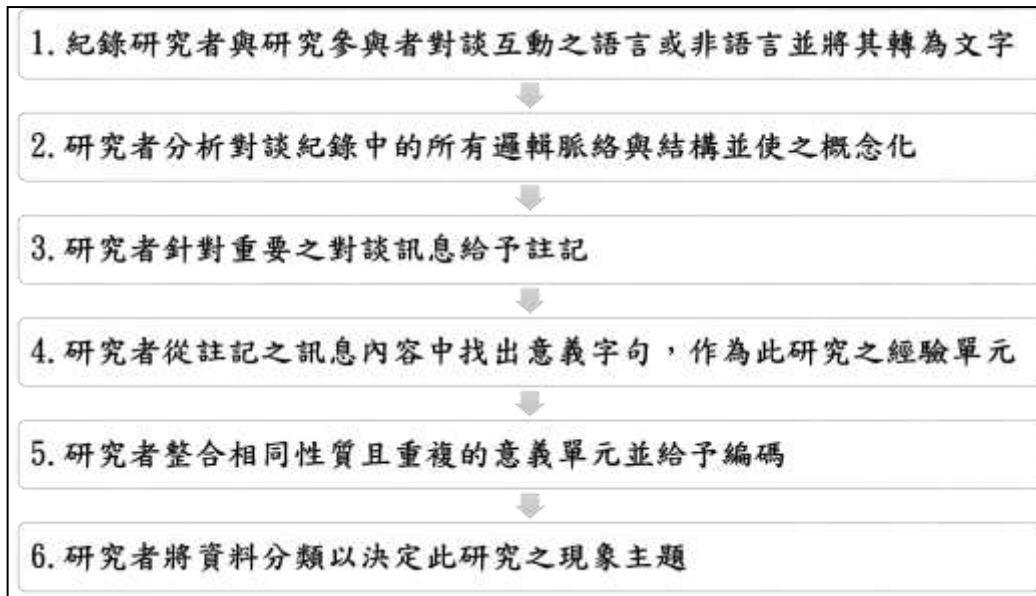 1. 紀錄研究者與研究參與者對談互動之語言或非語言並將其轉為文字
2. 研究者分析對談紀錄中的所有邏輯脈絡與結構並使之概念化
3. 研究者針對重要之對談訊息給予註記
4. 研究者從註記之訊息內容中找出意義字句，作為此研究之經驗單元
5. 研究者整合相同性質且重複的意義單元並給予編碼
6. 研究者將資料分類以決定此研究之現象主題